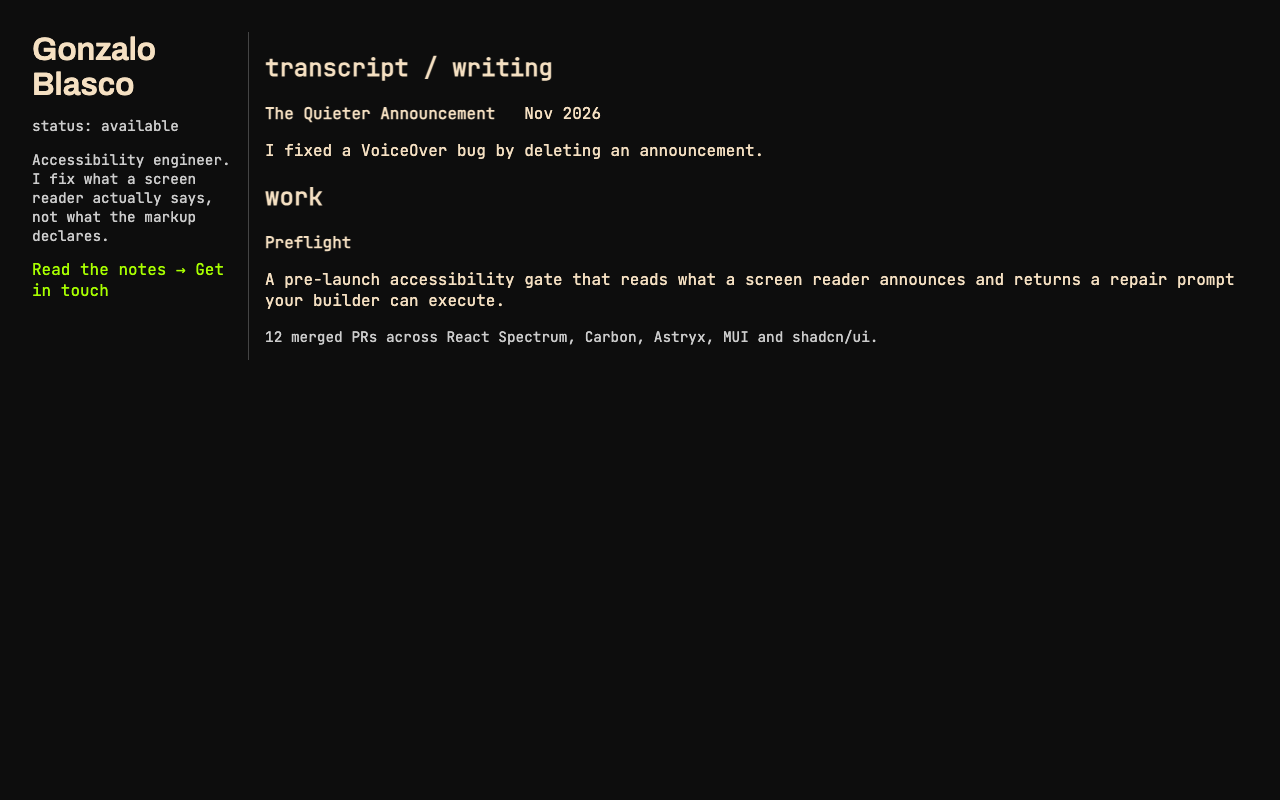 Gonzalo
Blasco
status: available
Accessibility engineer.
I fix what a screen
reader actually says,
not what the markup
declares.
Read the notes → Get
in touch
transcript / writing
The Quieter Announcement Nov 2026
I fixed a VoiceOver bug by deleting an announcement.
work
Preflight
A pre-launch accessibility gate that reads what a screen reader announces and returns a repair prompt
your builder can execute.
12 merged PRs across React Spectrum, Carbon, Astryx, MUI and shadcn/ui.